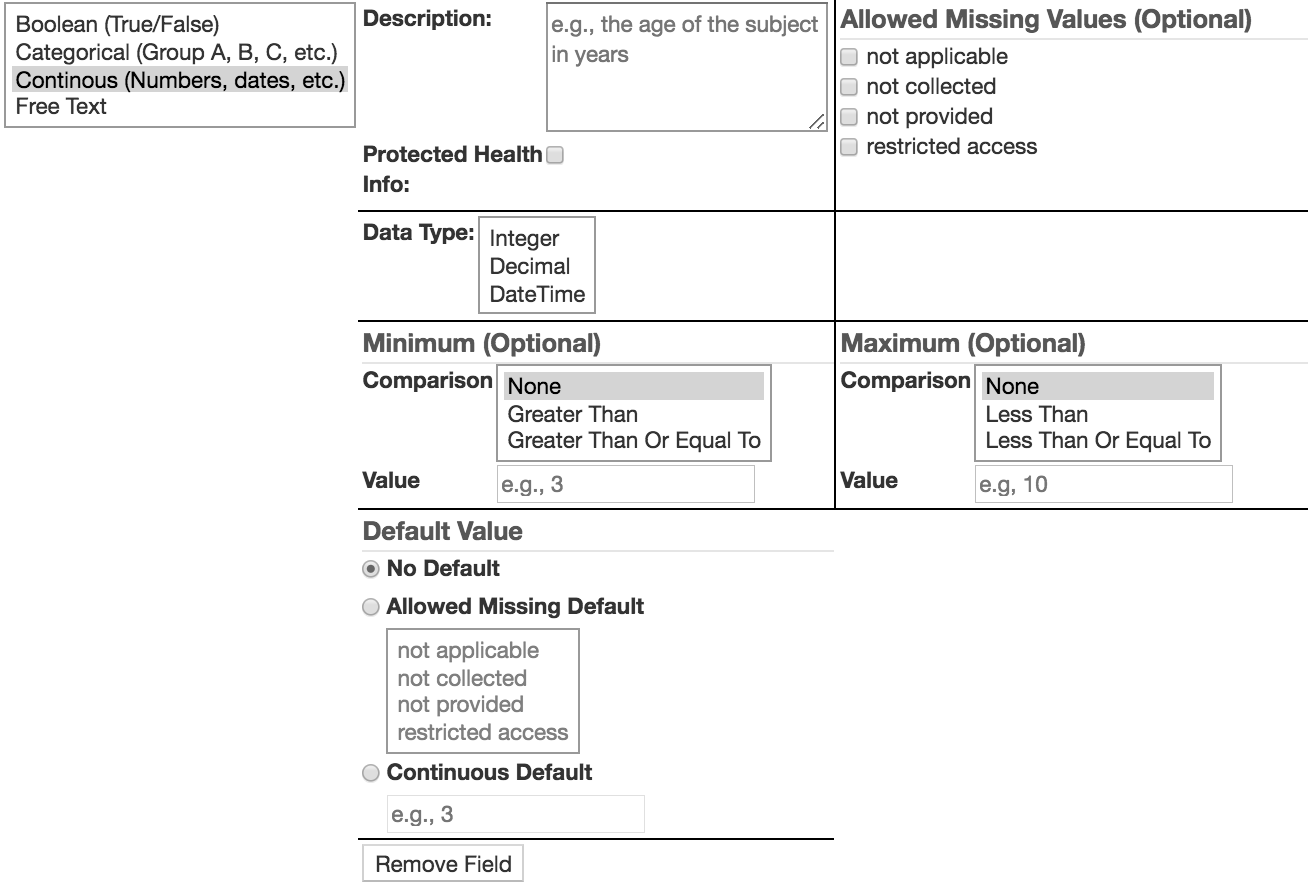 Boolean (True/False)
Categorical (Group A, B, C, etc.)
Continous (Numbers, dates, etc.)
Free Text
Description:
e.g., the age of the subject
in years
Protected Health
Info:
Allowed Missing Values (Optional)
not applicable
not collected
not provided
restricted access
Data Type:
Integer
Decimal
DateTime
Minimum (Optional)
Comparison
None
Greater Than
Greater Than Or Equal To
Value
e.g., 3
Maximum (Optional)
Comparison
None
Less Than
Less Than Or Equal To
Value
e.g, 10
Default Value
No Default
Allowed Missing Default
not applicable
not collected
not provided
restricted access
Continuous Default
e.g., 3
Remove Field